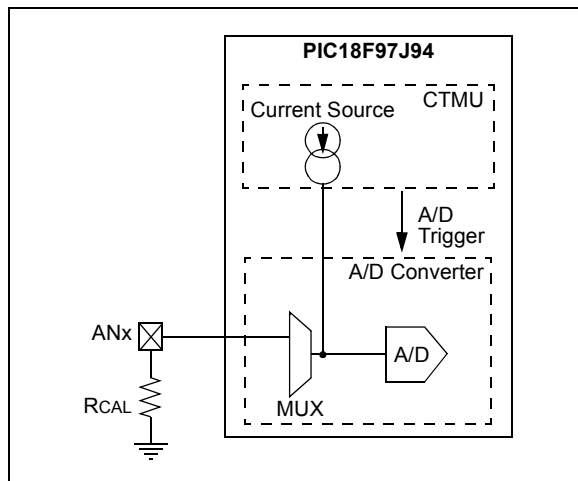 PIC18F97J94
CTMU
Current Source
A/D
Trigger
A/D Converter
ANx
A/D
RCAL
MUX